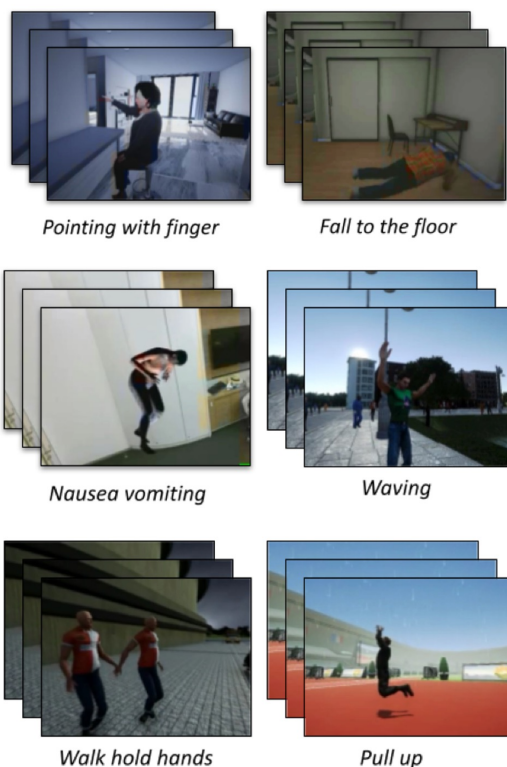 Pointing with finger
Fall to the floor
Nausea vomiting
Waving
Walk hold hands
Pull up